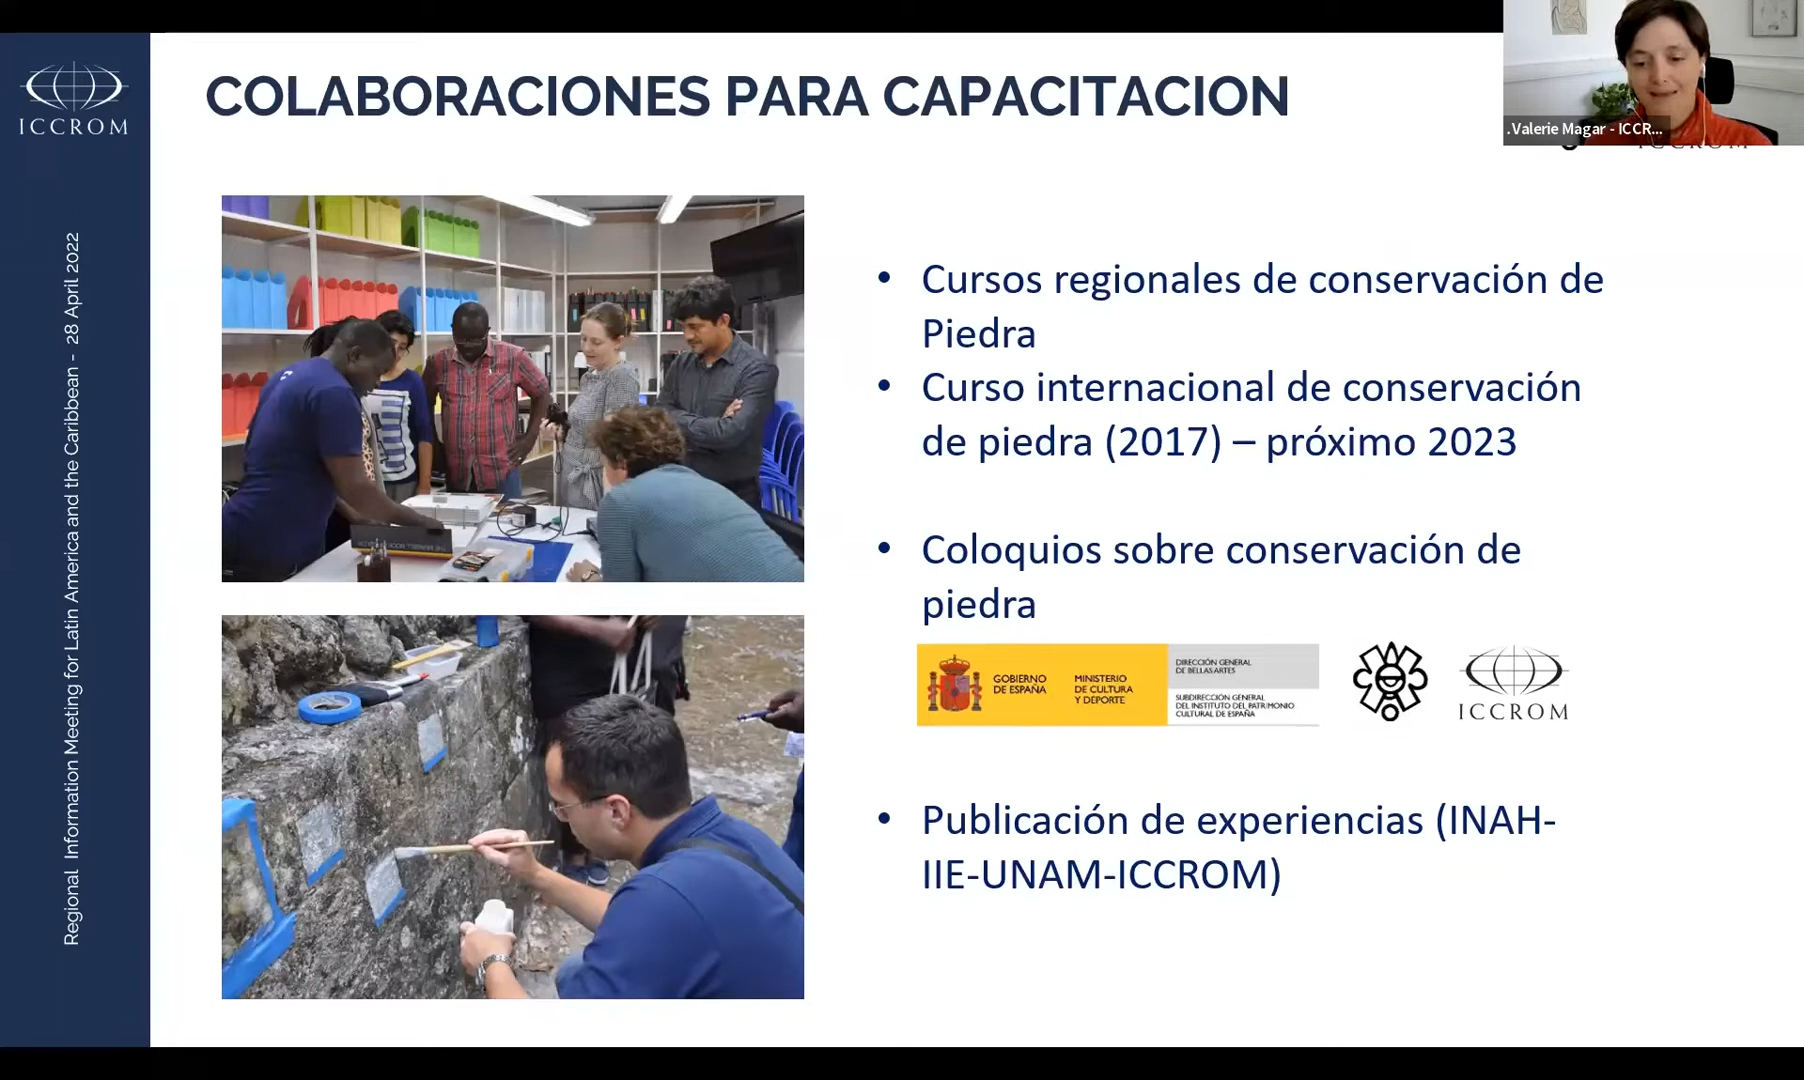 ICCROM
Regional Information Meeting for Latin America and the Caribbean - 28 April 2022
COLABORACIONES PARA CAPACITACION
.Valerie Magar - ICCR...
ICCROM
• Cursos regionales de conservación de
Piedra
• Curso internacional de conservación
de piedra (2017) – próximo 2023
• Coloquios sobre conservación de
piedra
GOBIERNO
DE ESPAÑA
MINISTERIO
DE CULTURA
Y DEPORTE
DIRECCIÓN GENERAL
DE BELLAS ARTES
SUBDIRECCIÓN GENERAL
DEL INSTITUTO DEL PATRIMONIO
CULTURAL DE ESPAÑA
ICCROM
• Publicación de experiencias (INAH-
IIE-UNAM-ICCROM)